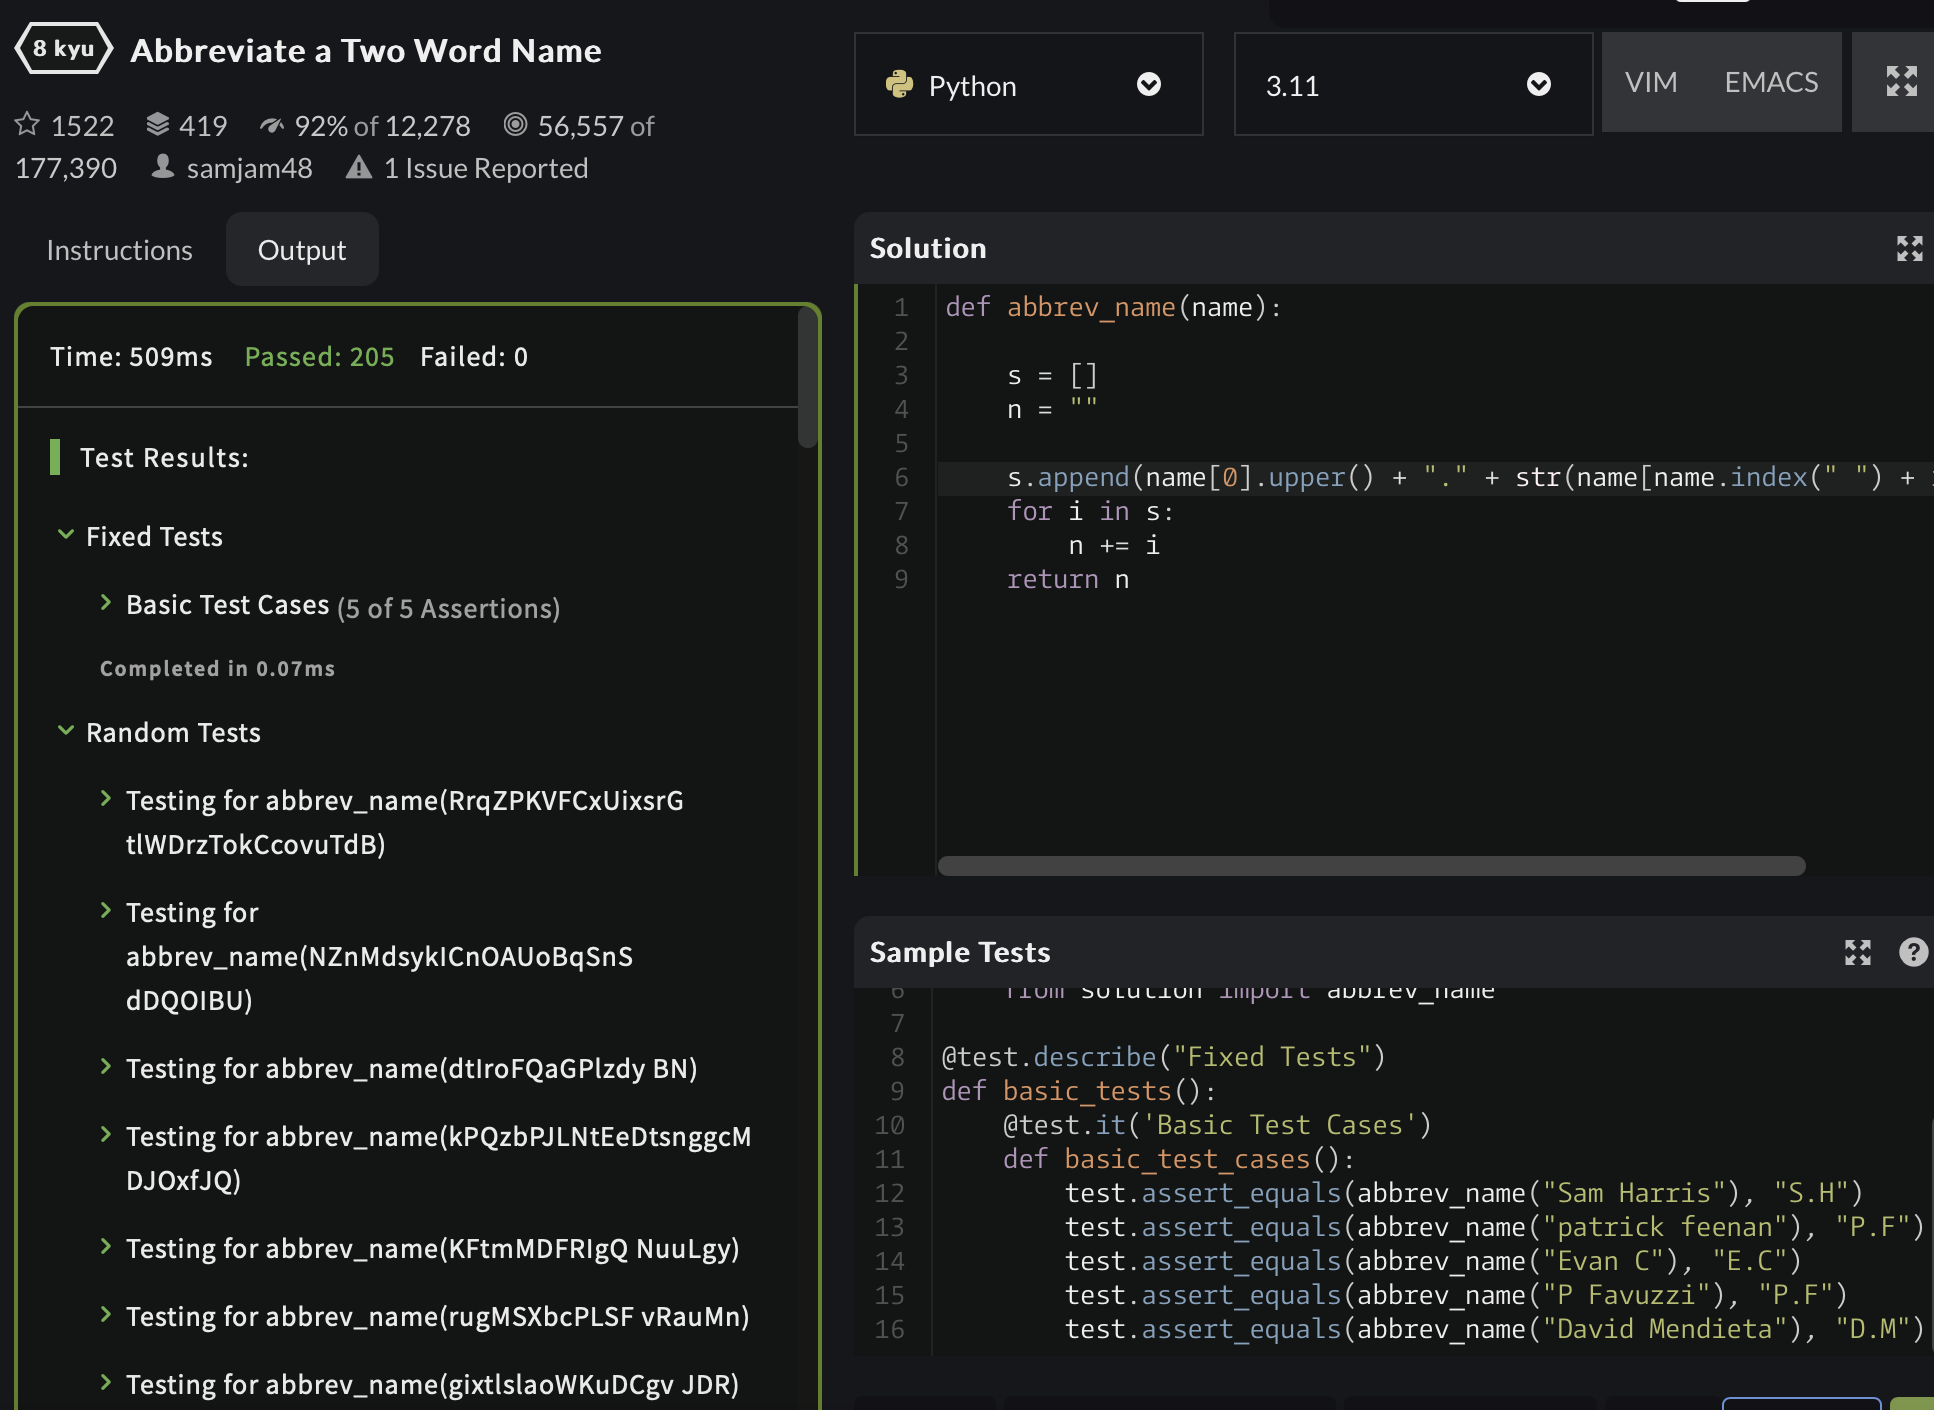 8 kyu
Abbreviate a Two Word Name
1522 419 92% of 12,278 56,557 of
177,390 samjam48 1 Issue Reported
Instructions Output
Time: 509ms Passed: 205 Failed: 0
Test Results:
Fixed Tests
Basic Test Cases (5 of 5 Assertions)
Completed in 0.07ms
Random Tests
Testing for abbrev_name(RrqZPKVFCxUixsrG
tlWDrzTokCcovuTdB)
Testing for
abbrev_name(NZnMdsykICnOAUoBqSnS
dDQOIBU)
Testing for abbrev_name(dtIroFQaGPlzdy BN)
Testing for abbrev_name(kPQzbPJLNtEeDtsnggcM
DJOxfJQ)
Testing for abbrev_name(KFtmMDFRIgQ NuuLgy)
Testing for abbrev_name(rugMSXbcPLSF vRauMn)
Testing for abbrev_name(gixtlslaoWKuDCgv JDR)
Python
3.11
VIM EMACS
Solution
1 def abbrev_name(name):
2
3 s = []
4 n = ""
5
6 s.append(name[0].upper() + "." + str(name[name.index(" ") +
7 for i in s:
8 n += i
9 return n
Sample Tests
6 from solution import abbrev_name
7
8 @test.describe("Fixed Tests")
9 def basic_tests():
10 @test.it('Basic Test Cases')
11 def basic_test_cases():
12 test.assert_equals(abbrev_name("Sam Harris"), "S.H")
13 test.assert_equals(abbrev_name("patrick feenan"), "P.F")
14 test.assert_equals(abbrev_name("Evan C"), "E.C")
15 test.assert_equals(abbrev_name("P Favuzzi"), "P.F")
16 test.assert_equals(abbrev_name("David Mendieta"), "D.M")